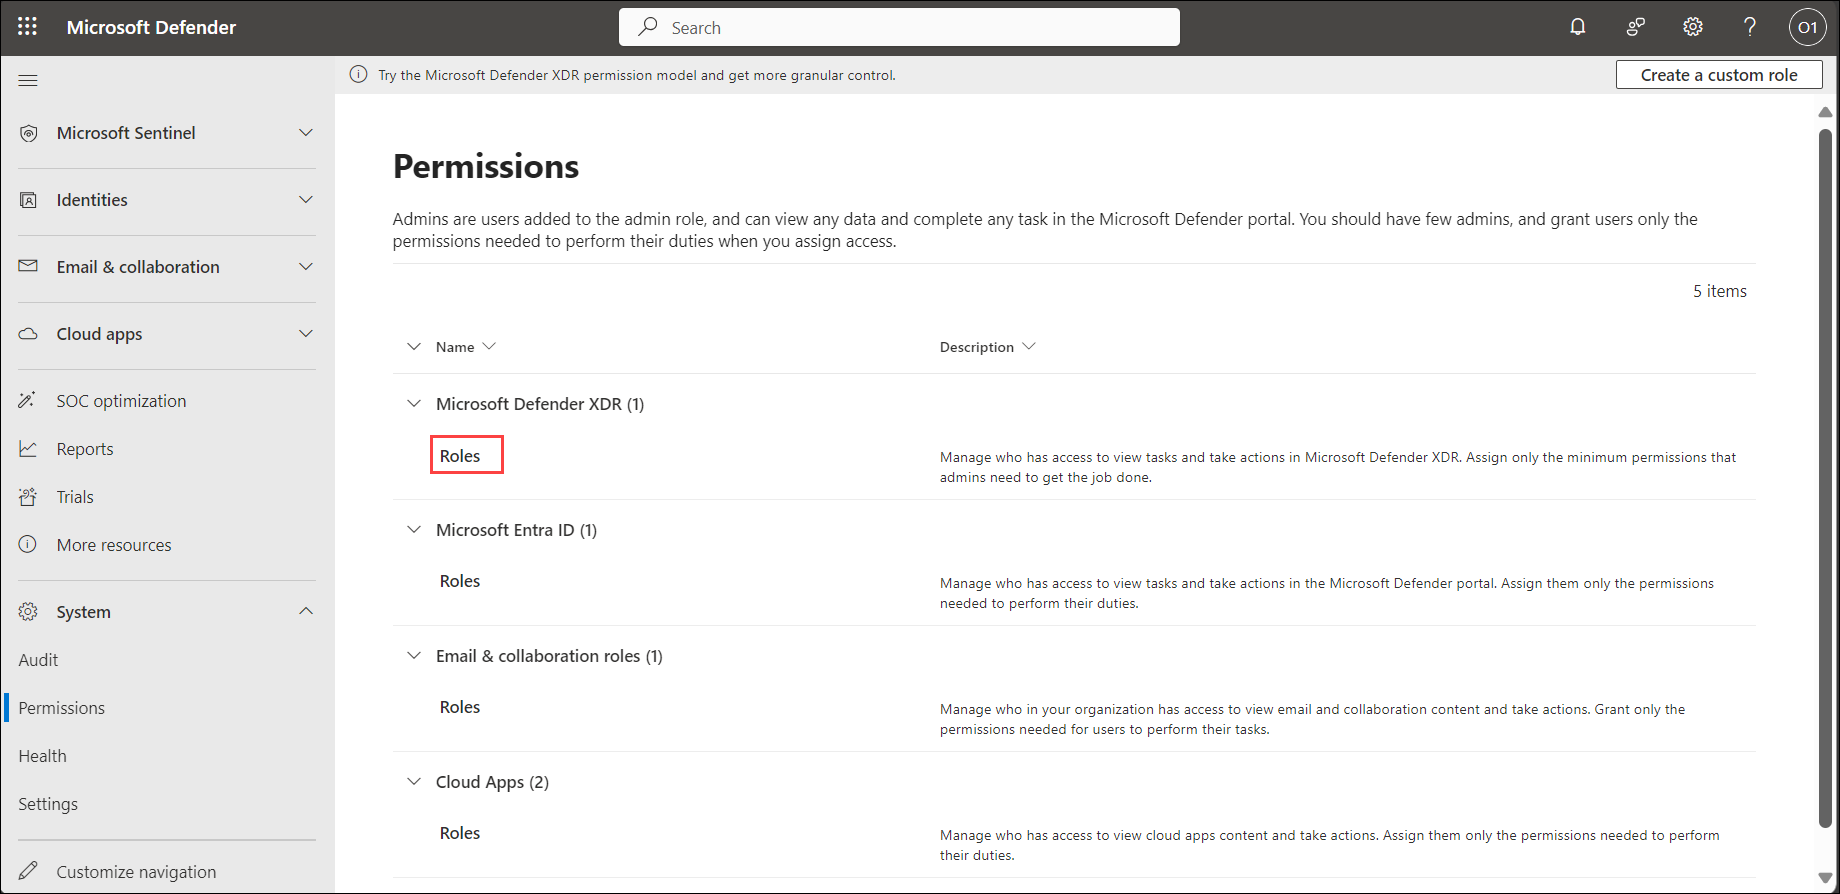 Microsoft Defender
Search
O1
Try the Microsoft Defender XDR permission model and get more granular control.
Create a custom role
Microsoft Sentinel
Identities
Email & collaboration
Cloud apps
SOC optimization
Reports
Trials
More resources
System
Audit
Permissions
Health
Settings
Customize navigation
Permissions
Admins are users added to the admin role, and can view any data and complete any task in the Microsoft Defender portal. You should have few admins, and grant users only the
permissions needed to perform their duties when you assign access.
5 items
Name
Description
Microsoft Defender XDR (1)
Roles
Manage who has access to view tasks and take actions in Microsoft Defender XDR. Assign only the minimum permissions that
admins need to get the job done.
Microsoft Entra ID (1)
Roles
Manage who has access to view tasks and take actions in the Microsoft Defender portal. Assign them only the permissions
needed to perform their duties.
Email & collaboration roles (1)
Roles
Manage who in your organization has access to view email and collaboration content and take actions. Grant only the
permissions needed for users to perform their tasks.
Cloud Apps (2)
Roles
Manage who has access to view cloud apps content and take actions. Assign them only the permissions needed to perform
their duties.